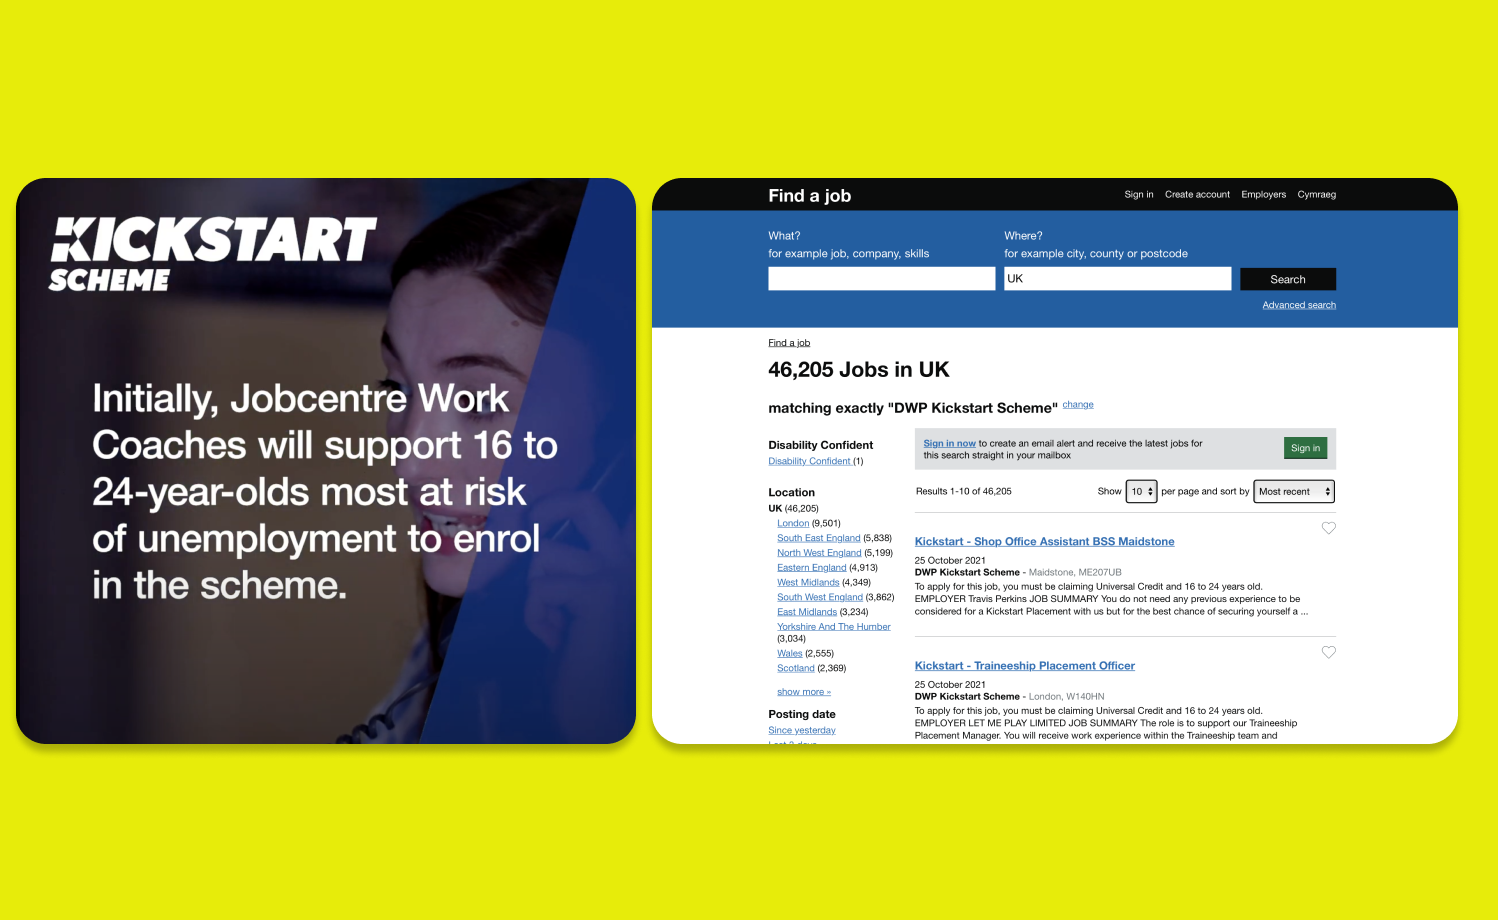 KICKSTART
SCHEME
Initially, Jobcentre Work
Coaches will support 16 to
24-year-olds most at risk
of unemployment to enrol
in the scheme.
Find a job
Sign in Create account Employers Cymraeg
What?
for example job, company, skills
Where?
for example city, county or postcode
UK
Search
Advanced search
Find a job
46,205 Jobs in UK
matching exactly "DWP Kickstart Scheme" change
Disability Confident
Disability Confident (1)
Location
UK (46,205)
London (9,501)
South East England (5,838)
North West England (5,199)
Eastern England (4,913)
West Midlands (4,349)
South West England (3,862)
East Midlands (3,234)
Yorkshire And The Humber
(3,034)
Wales (2,555)
Scotland (2,369)
show more »
Posting date
Since yesterday
Last 3 days
Sign in now to create an email alert and receive the latest jobs for
this search straight in your mailbox
Sign in
Results 1-10 of 46,205
Show 10 per page and sort by Most recent
Kickstart - Shop Office Assistant BSS Maidstone
25 October 2021
DWP Kickstart Scheme - Maidstone, ME207UB
To apply for this job, you must be claiming Universal Credit and 16 to 24 years old.
EMPLOYER Travis Perkins JOB SUMMARY You do not need any previous experience to be
considered for a Kickstart Placement with us but for the best chance of securing yourself a ...
Kickstart - Traineeship Placement Officer
25 October 2021
DWP Kickstart Scheme - London, W140HN
To apply for this job, you must be claiming Universal Credit and 16 to 24 years old.
EMPLOYER LET ME PLAY LIMITED JOB SUMMARY The role is to support our Traineeship
Placement Manager. You will receive work experience within the Traineeship team and